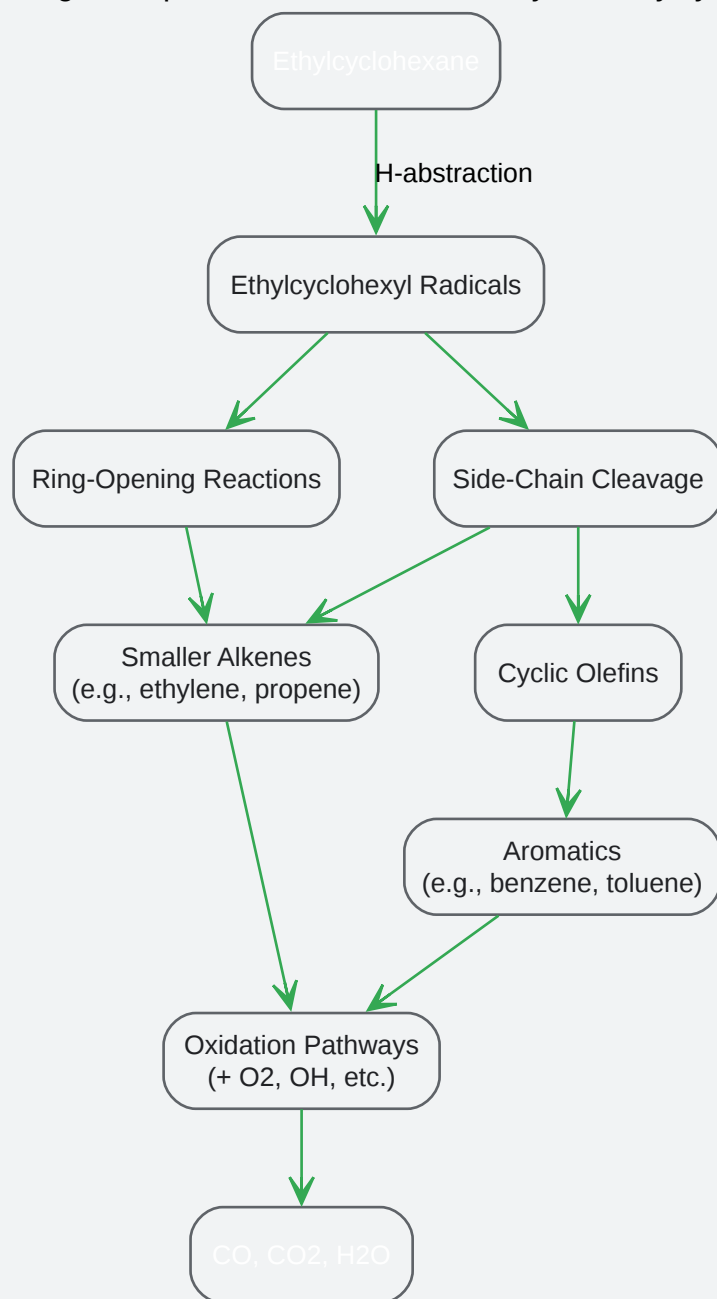 Ethylcyclohexane
H-abstraction
Ethylcyclohexyl Radicals
Ring-Opening Reactions
Side-Chain Cleavage
Smaller Alkenes
(e.g., ethylene, propene)
Cyclic Olefins
Aromatics
(e.g., benzene, toluene)
Oxidation Pathways
(+ O2, OH, etc.)
CO, CO2, H2O